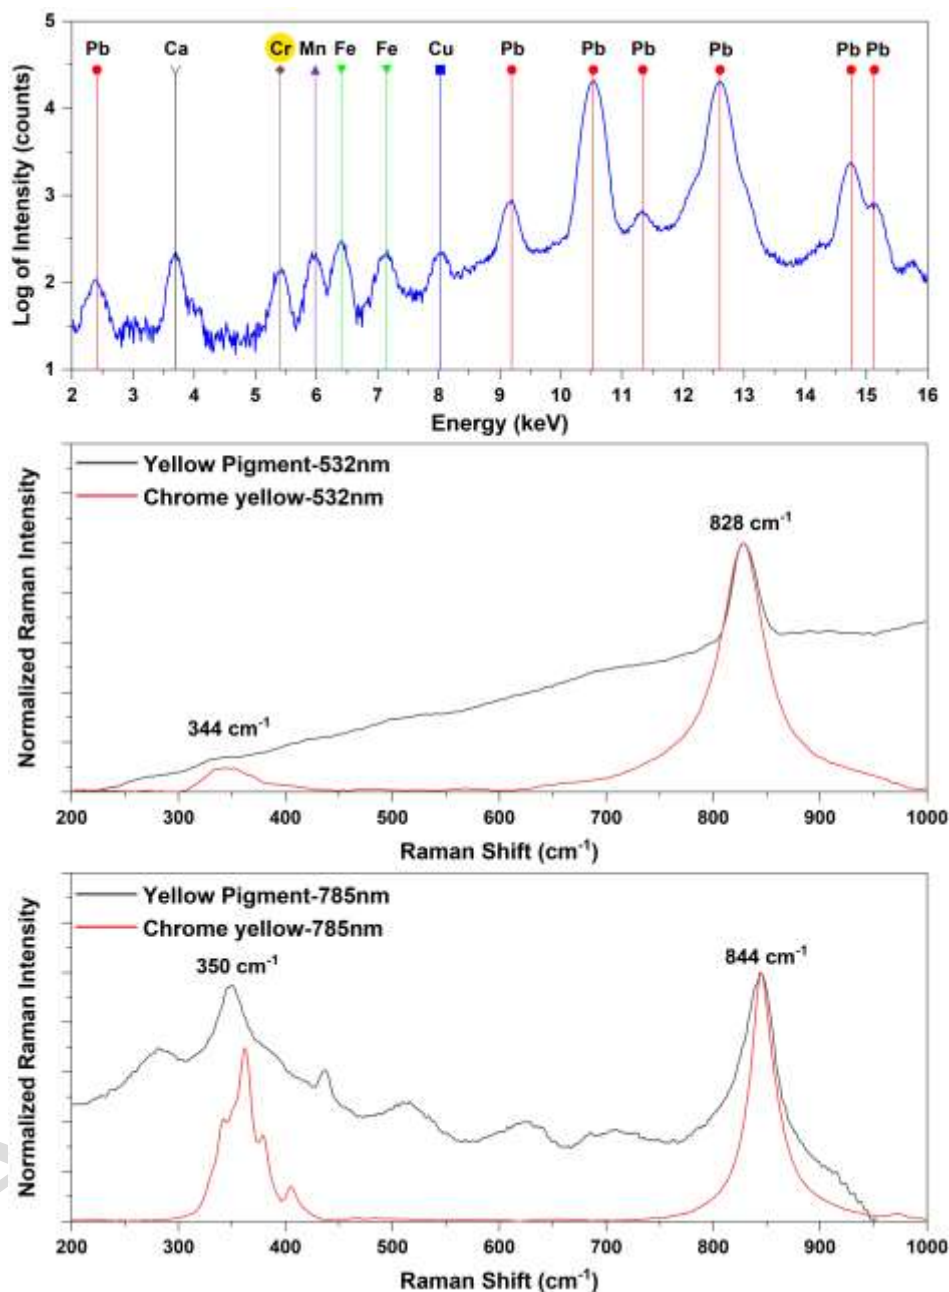 Pb Ca Cr Mn Fe Fe Cu Pb Pb Pb Pb Pb Pb
5
4
3
2
1
Log of Intensity (counts)
2 3 4 5 6 7 8 9 10 11 12 13 14 15 16
Energy (keV)
Yellow Pigment-532nm
Chrome yellow-532nm
828 cm-1
344 cm-1
Normalized Raman Intensity
200 300 400 500 600 700 800 900 1000
Raman Shift (cm-1)
Yellow Pigment-785nm
Chrome yellow-785nm
350 cm-1
844 cm-1
Normalized Raman Intensity
200 300 400 500 600 700 800 900 1000
Raman Shift (cm-1)